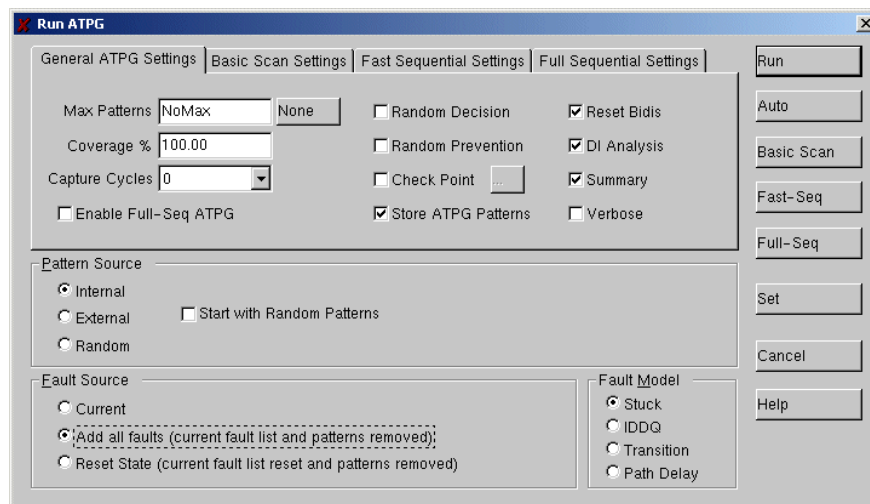 Run ATPG
General ATPG Settings
Basic Scan Settings
Fast Sequential Settings
Full Sequential Settings
Max Patterns NoMax None
Coverage % 100.00
Capture Cycles 0
Enable Full-Seq ATPG
Random Decision
Random Prevention
Check Point ...
Store ATPG Patterns
Reset Bidis
DI Analysis
Summary
Verbose
Pattern Source
Internal
External
Random
Start with Random Patterns
Fault Source
Current
Add all faults (current fault list and patterns removed)
Reset State (current fault list reset and patterns removed)
Fault Model
Stuck
IDDQ
Transition
Path Delay
Run
Auto
Basic Scan
Fast-Seq
Full-Seq
Set
Cancel
Help